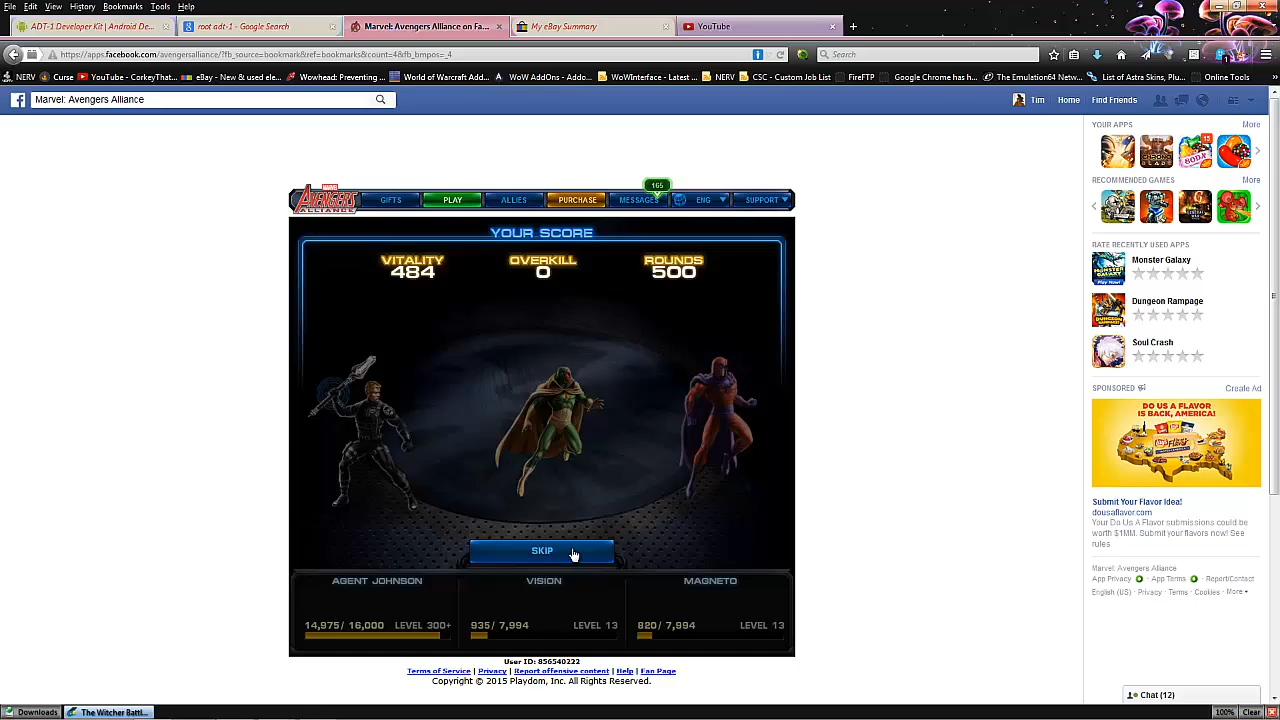 File Edit View History Bookmarks Tools Help
ADT-1 Developer Kit | Android De...
root adt-1 - Google Search
Marvel: Avengers Alliance on Fa...
My eBay Summary
YouTube
https://apps.facebook.com/avengersalliance/?fb_source=bookmark&ref=bookmarks&count=4&fb_bmpos=_4
Search
NERV Curse YouTube - CorkeyThat... eBay - New & used ele... Wowhead: Preventing ... World of Warcraft Add... WoW AddOns - Addo... WoWInterface - Latest ... NERV CSC - Custom Job List FireFTP Google Chrome has h... The Emulation64 Netw... List of Astra Skins, Plu... Online Tools
Marvel: Avengers Alliance
Tim Home Find Friends
YOUR APPS More
15
SODA
RECOMMENDED GAMES More
RATE RECENTLY USED APPS
Monster Galaxy
Dungeon Rampage
Soul Crash
SPONSORED Create Ad
DO US A FLAVOR
IS BACK, AMERICA!
Submit Your Flavor Idea!
dousaflavor.com
Your Do Us A Flavor submissions could be
worth $1MM. Submit your flavors now! See
rules
Marvel: Avengers Alliance
App Privacy · App Terms · Report/Contact
English (US) · Privacy · Terms · Cookies · More
165
MARVEL
AVENGERS
ALLIANCE
GIFTS PLAY ALLIES PURCHASE MESSAGES ENG SUPPORT
YOUR SCORE
VITALITY OVERKILL ROUNDS
484 0 500
SKIP
AGENT JOHNSON VISION MAGNETO
14,975/ 16,000 LEVEL 300+ 935/ 7,994 LEVEL 13 820/ 7,994 LEVEL 13
User ID: 856540222
Terms of Service | Privacy | Report offensive content | Help | Fan Page
Copyright © 2015 Playdom, Inc. All Rights Reserved.
Chat (12)
Downloads The Witcher Battl... 100% Clear